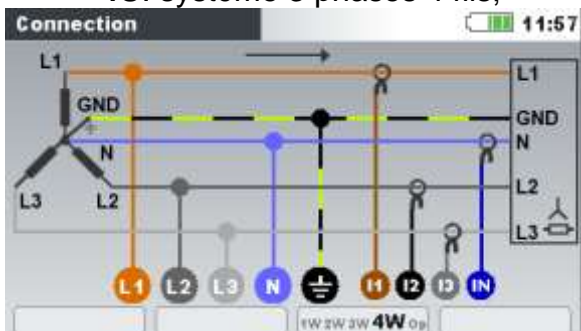 Connection 11:57
L1 L1
GND GND
N N
L3 L2 L2
L3
L1 L2 L3 N I1 I2 I3 IN
1W 2W 3W 4W Op